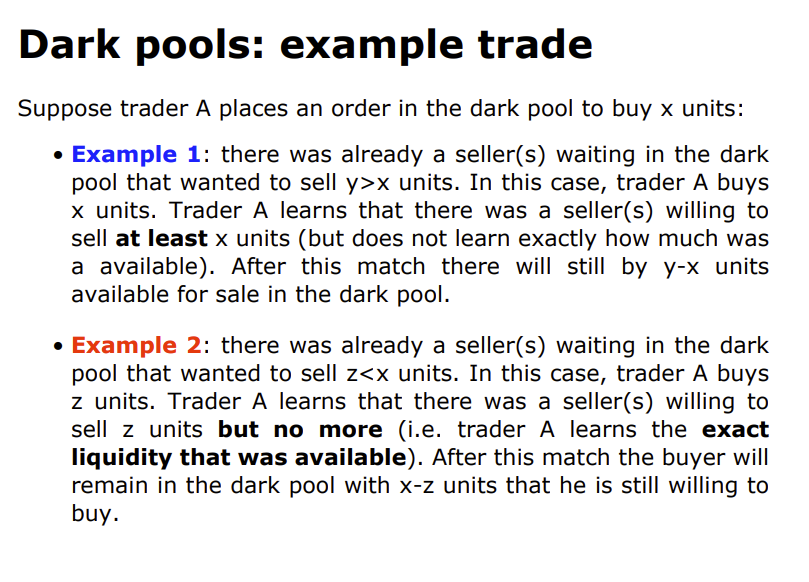 Dark pools: example trade
Suppose trader A places an order in the dark pool to buy x units:
• Example 1: there was already a seller(s) waiting in the dark
pool that wanted to sell y>x units. In this case, trader A buys
x units. Trader A learns that there was a seller(s) willing to
sell at least x units (but does not learn exactly how much was
a available). After this match there will still by y-x units
available for sale in the dark pool.
• Example 2: there was already a seller(s) waiting in the dark
pool that wanted to sell z<x units. In this case, trader A buys
z units. Trader A learns that there was a seller(s) willing to
sell z units but no more (i.e. trader A learns the exact
liquidity that was available). After this match the buyer will
remain in the dark pool with x-z units that he is still willing to
buy.